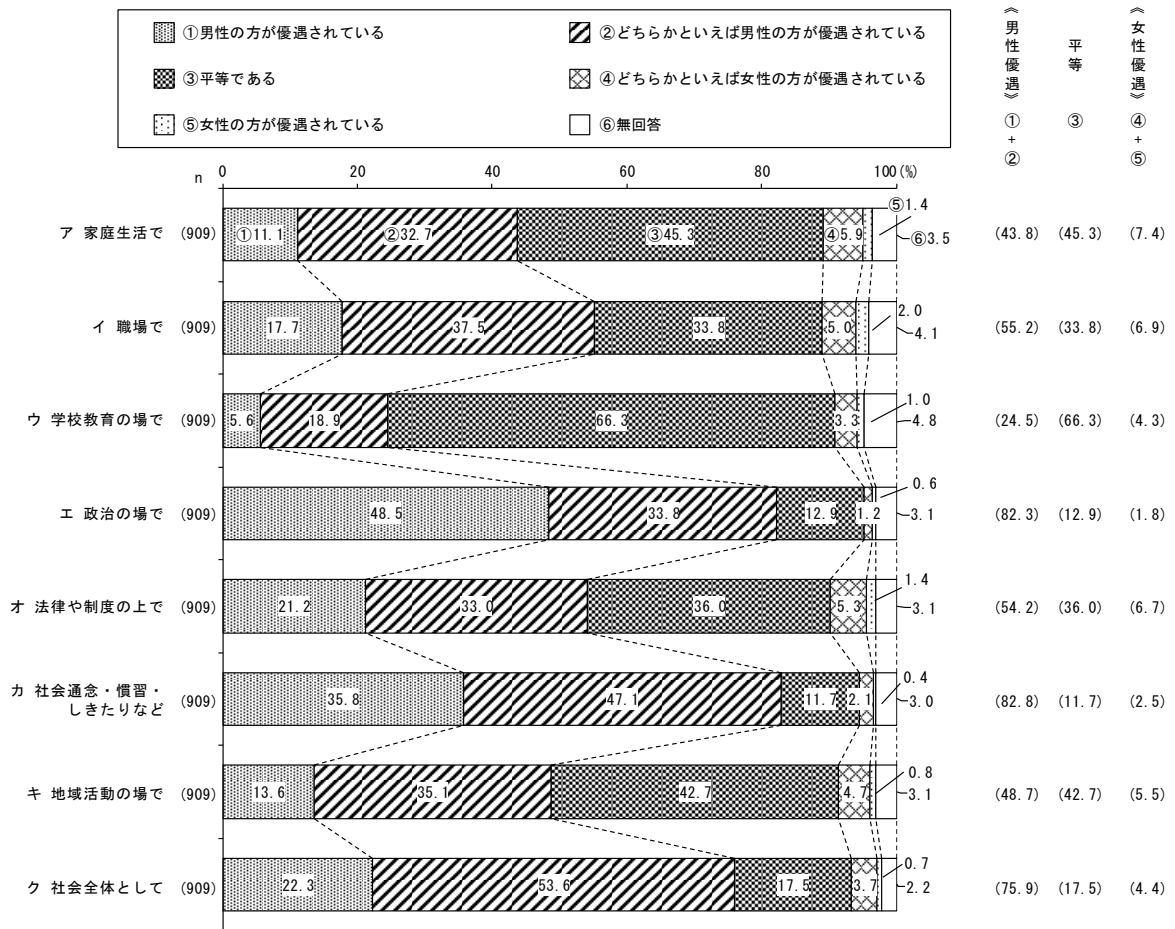 ①男性の方が優遇されている ②どちらかといえば男性の方が優遇されている
③平等である ④どちらかといえば女性の方が優遇されている
⑤女性の方が優遇されている ⑥無回答
《男性優遇》①+②
平等 ③
《女性優遇》④+⑤
n 0 20 40 60 80 100(%)
ア 家庭生活で (909) ①11.1 ②32.7 ③45.3 ④5.9 ⑤1.4 ⑥3.5 (43.8) (45.3) (7.4)
イ 職場で (909) 17.7 37.5 33.8 5.0 2.0 4.1 (55.2) (33.8) (6.9)
ウ 学校教育の場で (909) 5.6 18.9 66.3 3.3 1.0 4.8 (24.5) (66.3) (4.3)
エ 政治の場で (909) 48.5 33.8 12.9 1.2 0.6 3.1 (82.3) (12.9) (1.8)
オ 法律や制度の上で (909) 21.2 33.0 36.0 5.3 1.4 3.1 (54.2) (36.0) (6.7)
カ 社会通念・慣習・
しきたりなど (909) 35.8 47.1 11.7 2.1 0.4 3.0 (82.8) (11.7) (2.5)
キ 地域活動の場で (909) 13.6 35.1 42.7 4.7 0.8 3.1 (48.7) (42.7) (5.5)
ク 社会全体として (909) 22.3 53.6 17.5 3.7 0.7 2.2 (75.9) (17.5) (4.4)